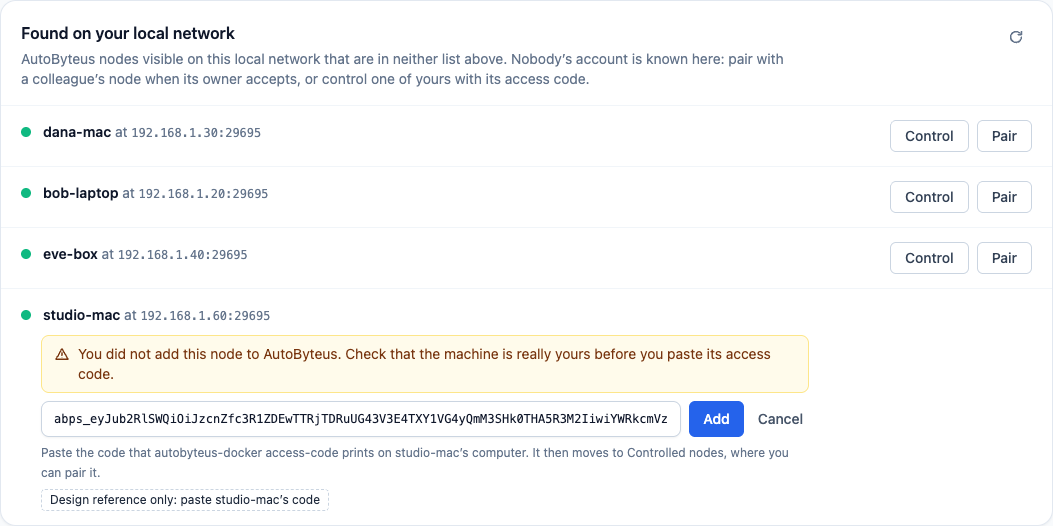 Found on your local network
AutoByteus nodes visible on this local network that are in neither list above. Nobody's account is known here: pair with
a colleague's node when its owner accepts, or control one of yours with its access code.
dana-mac at 192.168.1.30:29695
Control
Pair
bob-laptop at 192.168.1.20:29695
Control
Pair
eve-box at 192.168.1.40:29695
Control
Pair
studio-mac at 192.168.1.60:29695
You did not add this node to AutoByteus. Check that the machine is really yours before you paste its access
code.
abps_eyJub2RlSWQiOiJzcnZfc3R1ZDEwTTRjTDRuUG43V3E4TXY1VG4yQmM3SHk0THA5R3M2IiwiYWRkcmVz
Add
Cancel
Paste the code that autobyteus-docker access-code prints on studio-mac's computer. It then moves to Controlled nodes, where you
can pair it.
Design reference only: paste studio-mac's code